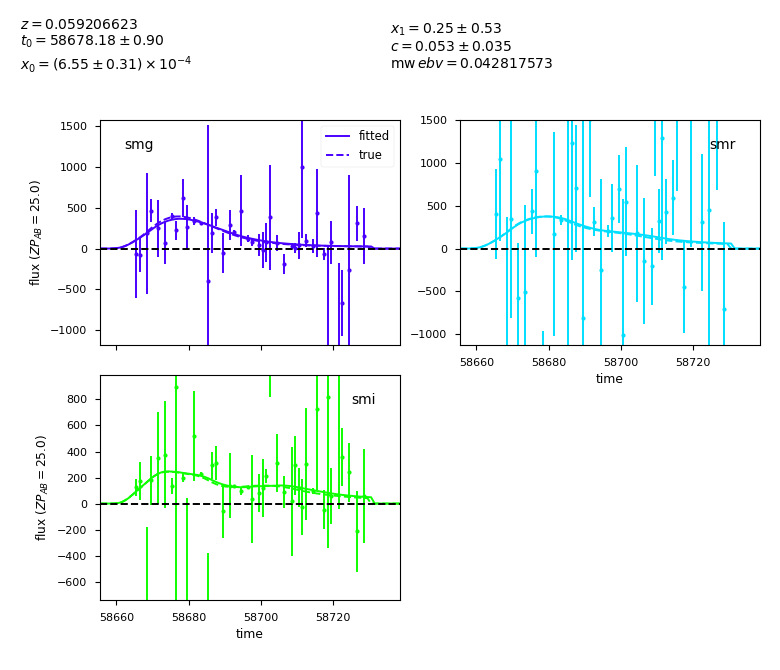 z = 0.059206623
t₀ = 58678.18 ± 0.90
x₀ = (6.55 ± 0.31) × 10⁻⁴
x₁ = 0.25 ± 0.53
c = 0.053 ± 0.035
mw ebv = 0.042817573
smg
fitted
true
1500
1000
500
0
−500
−1000
flux (ZP_AB = 25.0)
smr
1500
1000
500
0
−500
−1000
58660 58680 58700 58720
time
smi
800
600
400
200
0
−200
−400
−600
flux (ZP_AB = 25.0)
58660 58680 58700 58720
time